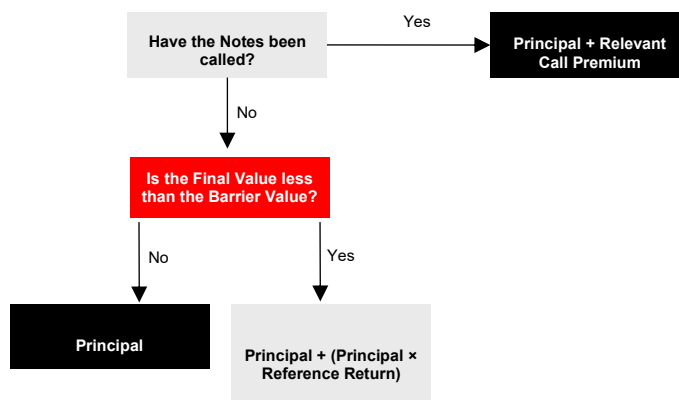 Have the Notes been
called?
Yes
Principal + Relevant
Call Premium
No
Is the Final Value less
than the Barrier Value?
No
Yes
Principal
Principal + (Principal ×
Reference Return)